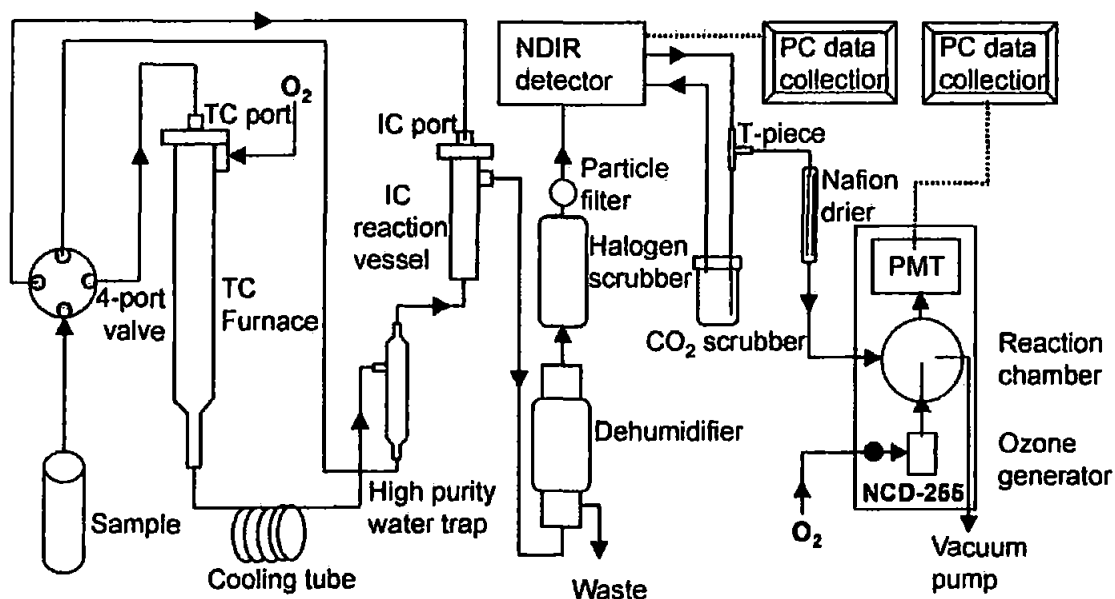 NDIR
detector
PC data
collection
PC data
collection
TC port
O₂
IC port
T-piece
Particle
filter
Nafion
drier
IC
reaction
vessel
Halogen
scrubber
PMT
4-port
valve
TC
Furnace
CO₂ scrubber
Reaction
chamber
Dehumidifier
Ozone
generator
High purity
water trap
NCD-255
Sample
O₂
Cooling tube
Waste
Vacuum
pump